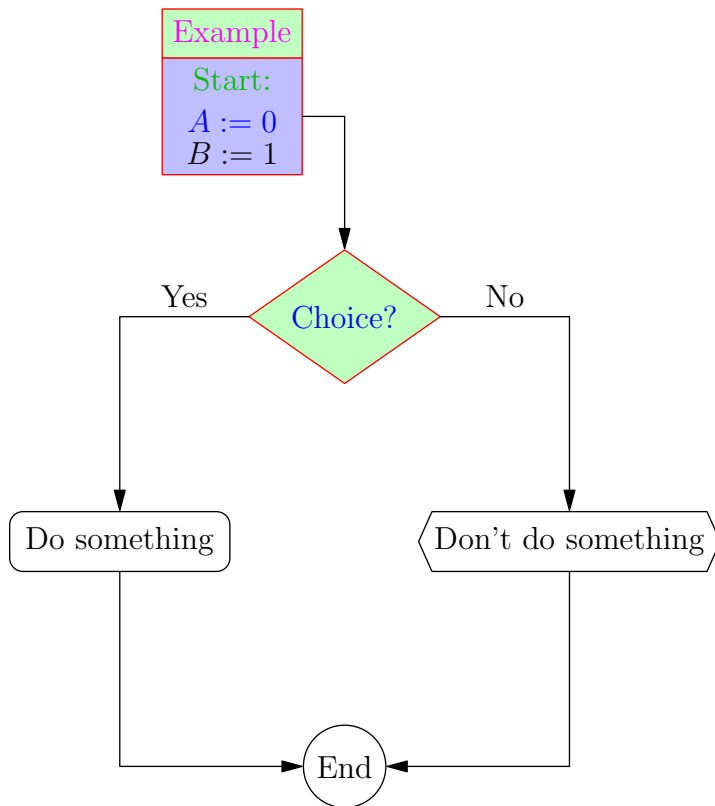 Example
Start:
A := 0
B := 1
Yes
No
Choice?
Do something
Don't do something
End